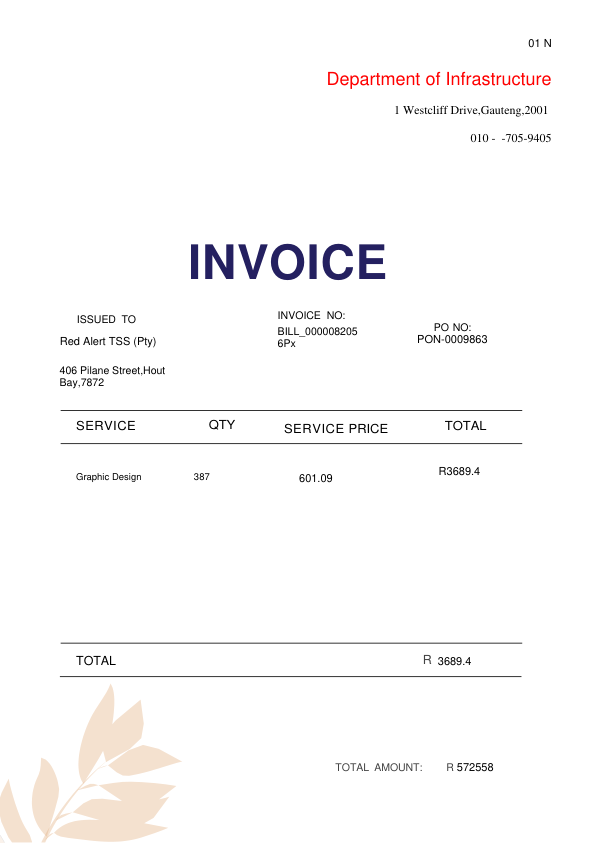 01 N
Department of Infrastructure
1 Westcliff Drive,Gauteng,2001
010 -  -705-9405
INVOICE
ISSUED TO
Red Alert TSS (Pty)
406 Pilane Street,Hout
Bay,7872
INVOICE NO:
BILL_000008205
6Px
PO NO:
PON-0009863
SERVICE QTY SERVICE PRICE TOTAL
Graphic Design 387 601.09 R3689.4
TOTAL R 3689.4
TOTAL AMOUNT: R 572558